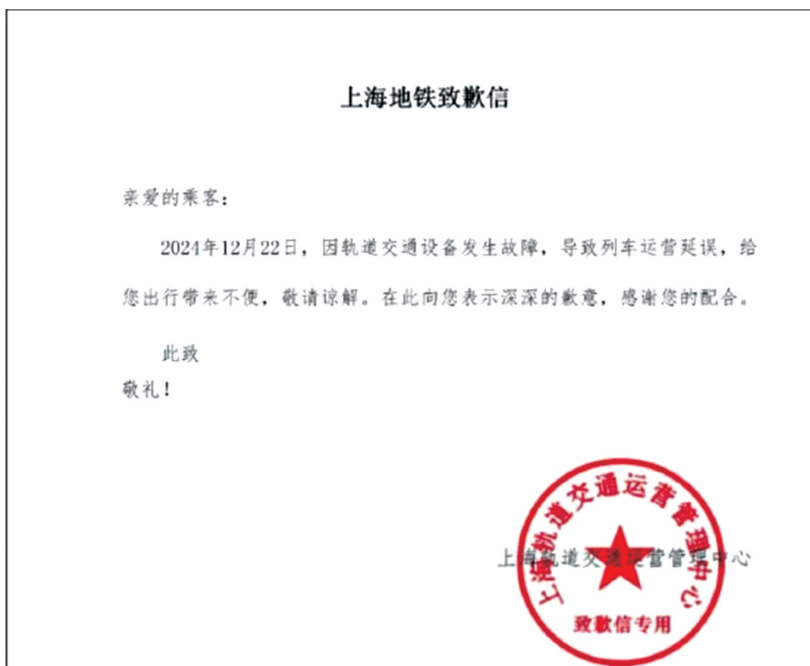 上海地铁致歉信
亲爱的乘客：
2024年12月22日，因轨道交通设备发生故障，导致列车运营延误，给
您出行带来不便，敬请谅解。在此向您表示深深的歉意，感谢您的配合。
此致
敬礼！
上海轨道交通运营管理中心
上海轨道交通运营管理中心
致歉信专用